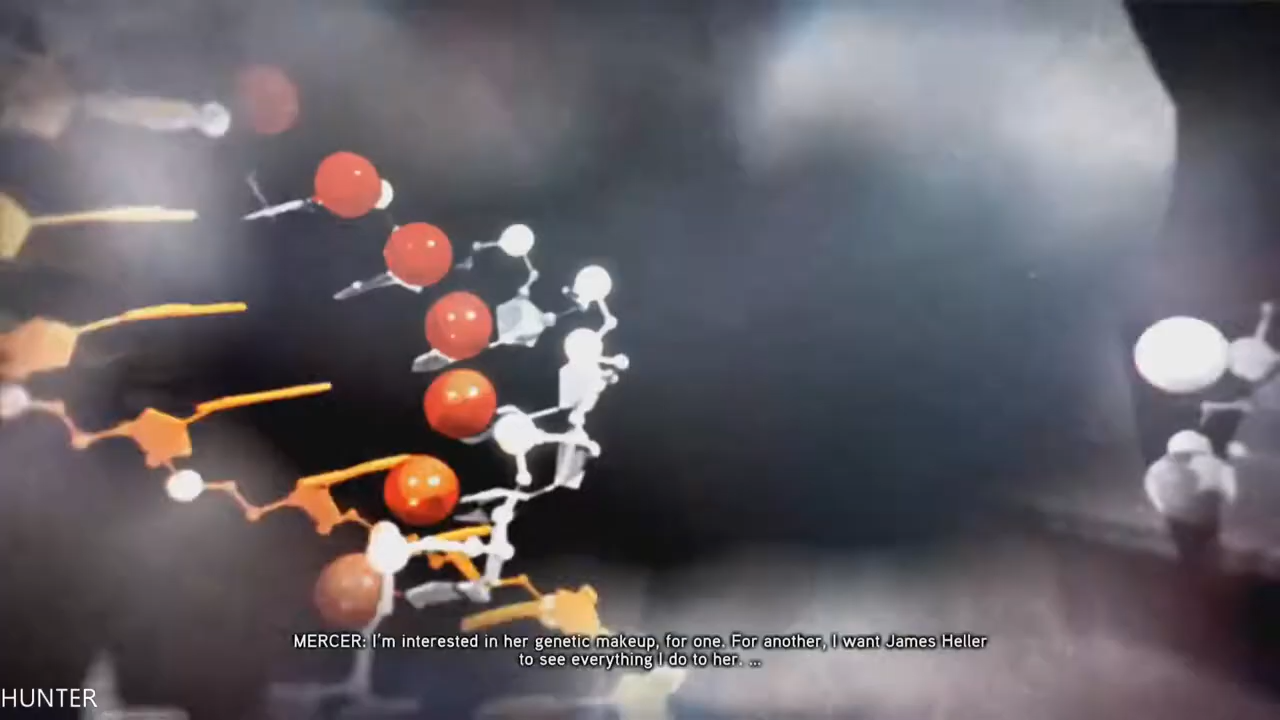 MERCER: I'm interested in her genetic makeup, for one. For another, I want James Heller
to see everything I do to her. ...
HUNTER